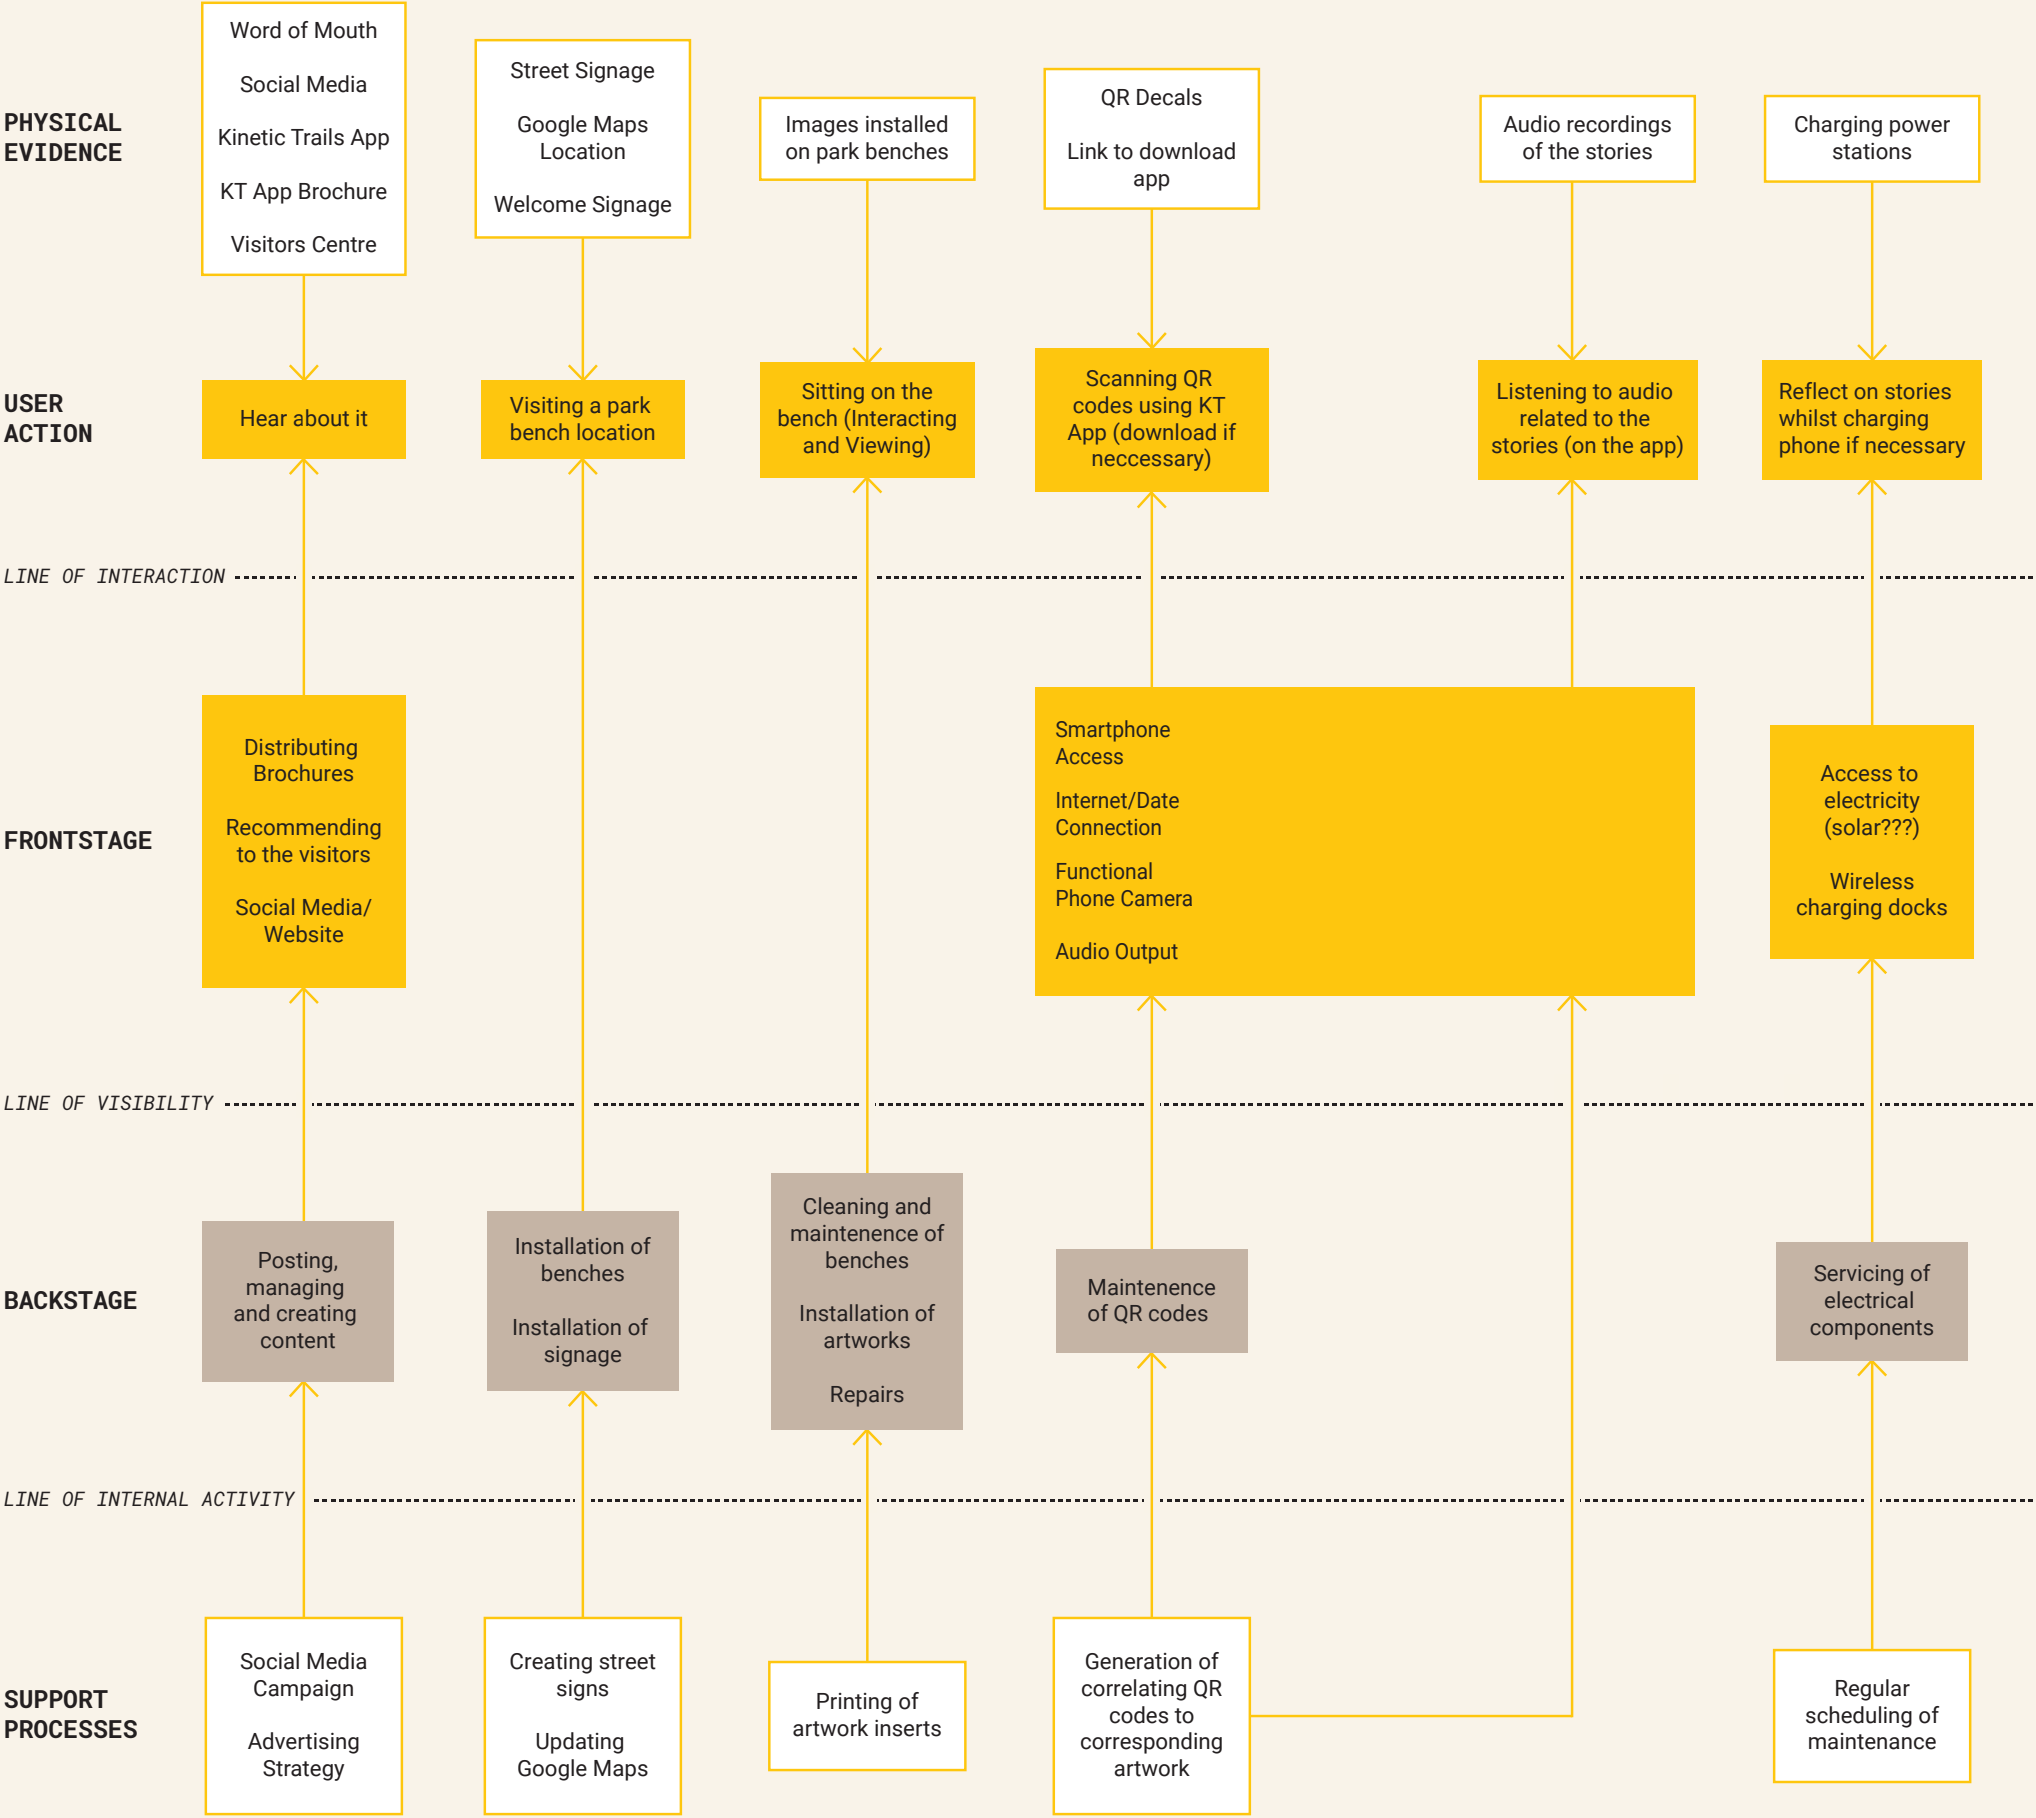 PHYSICAL
EVIDENCE
Word of Mouth
Social Media
Kinetic Trails App
KT App Brochure
Visitors Centre
Street Signage
Google Maps
Location
Welcome Signage
Images installed
on park benches
QR Decals
Link to download
app
Audio recordings
of the stories
Charging power
stations
USER
ACTION
Hear about it
Visiting a park
bench location
Sitting on the
bench (Interacting
and Viewing)
Scanning QR
codes using KT
App (download if
neccessary)
Listening to audio
related to the
stories (on the app)
Reflect on stories
whilst charging
phone if necessary
LINE OF INTERACTION
FRONTSTAGE
Distributing
Brochures
Recommending
to the visitors
Social Media/
Website
Smartphone
Access
Internet/Date
Connection
Functional
Phone Camera
Audio Output
Access to
electricity
(solar???)
Wireless
charging docks
LINE OF VISIBILITY
BACKSTAGE
Posting,
managing
and creating
content
Installation of
benches
Installation of
signage
Cleaning and
maintenence of
benches
Installation of
artworks
Repairs
Maintenence
of QR codes
Servicing of
electrical
components
LINE OF INTERNAL ACTIVITY
SUPPORT
PROCESSES
Social Media
Campaign
Advertising
Strategy
Creating street
signs
Updating
Google Maps
Printing of
artwork inserts
Generation of
correlating QR
codes to
corresponding
artwork
Regular
scheduling of
maintenance